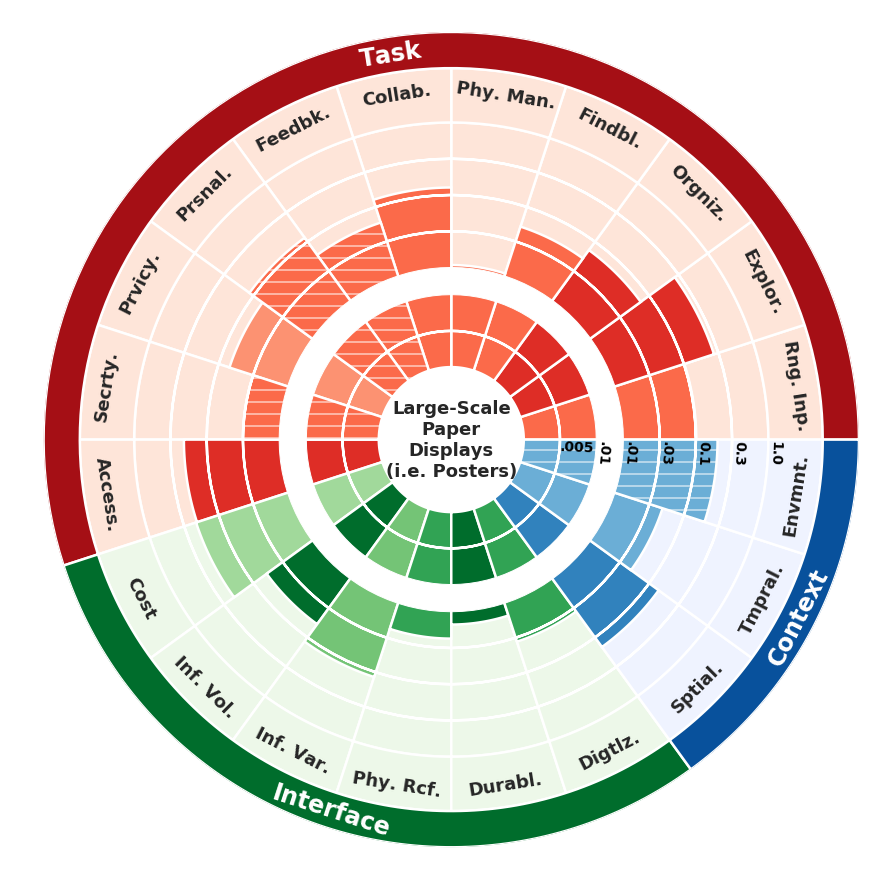 Task
Collab.
Phy. Man.
Findbl.
Orgniz.
Explor.
Rng. Inp.
Feedbk.
Prsnal.
Prvicy.
Secrty.
Access.
Large-Scale
Paper
Displays
(i.e. Posters)
.005
.01
.01
.03
0.1
0.3
1.0
Envmnt.
Tmpral.
Sptial.
Context
Digtlz.
Durabl.
Phy. Rcf.
Inf. Var.
Inf. Vol.
Cost
Interface